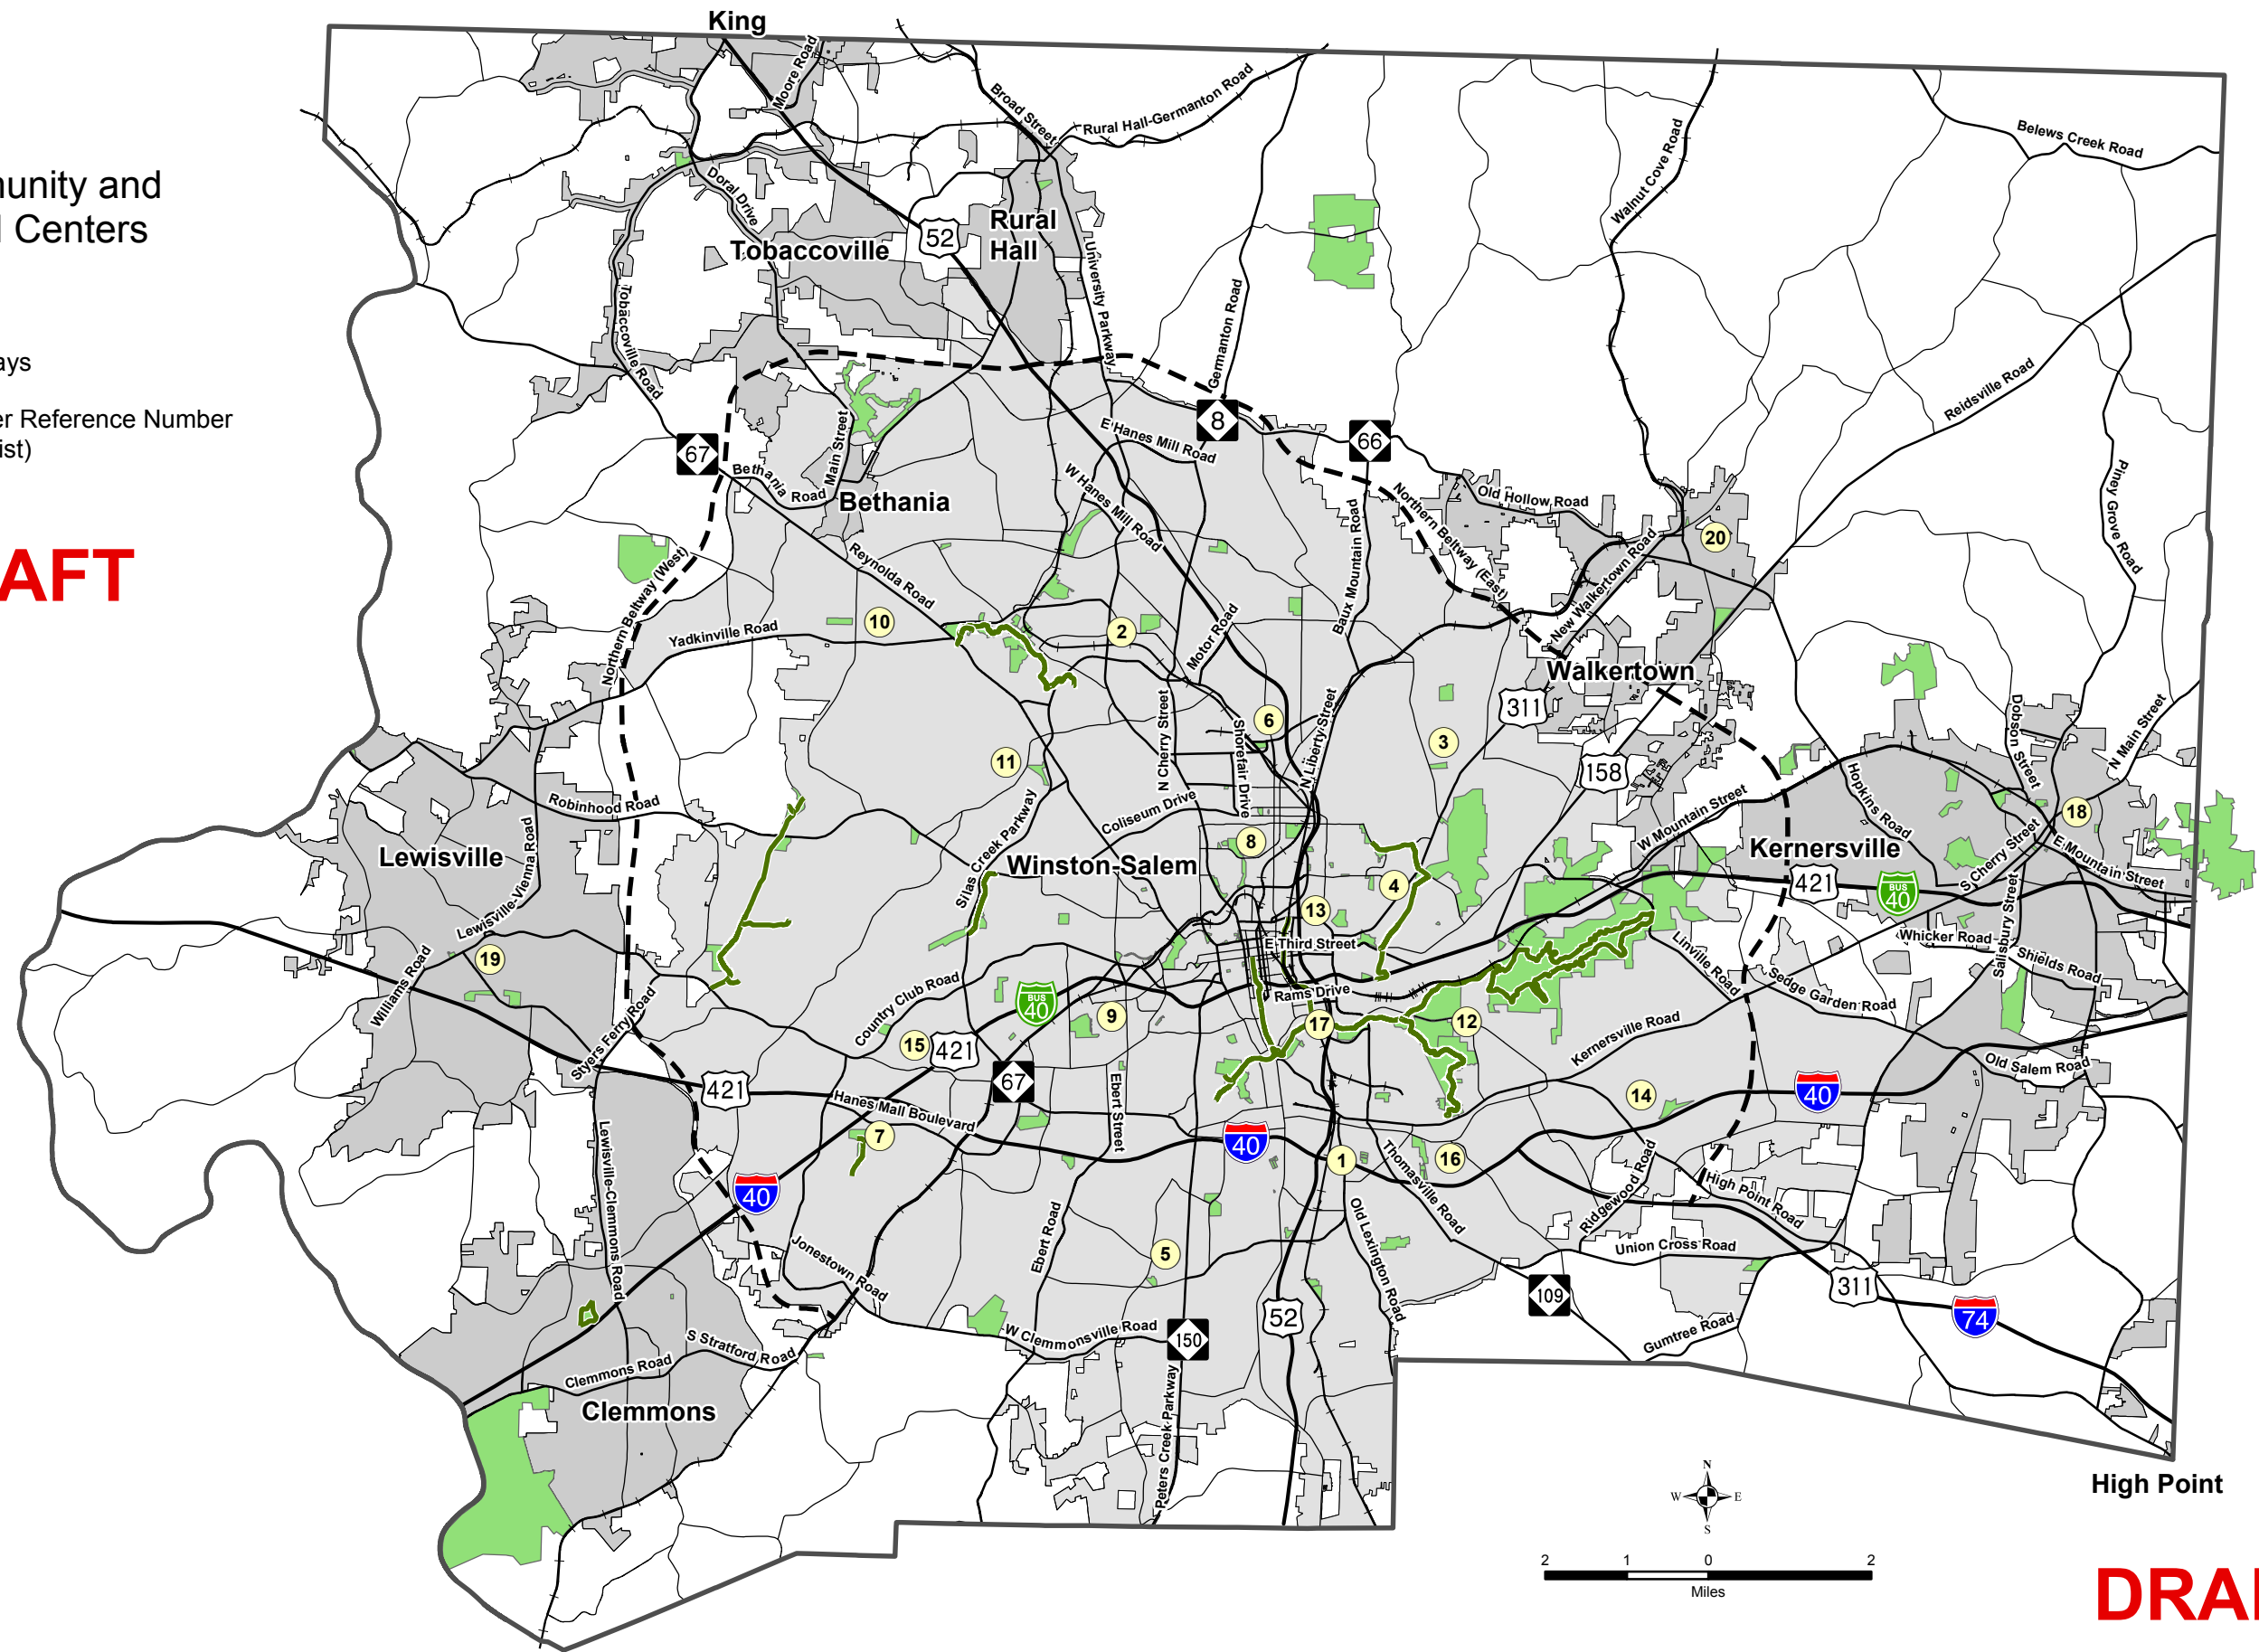 King
Moore Road
Broad Street
Rural Hall-Germanton Road
Belews Creek Road
Walnut Cove Road
munity and
l Centers
Doral Drive
Rural
Hall
52
Tobaccoville
University Parkway
Tobaccoville Road
Germanton Road
ays
er Reference Number
ist)
Reidsville Road
8
66
E Hanes Mill Road
67
Main Street
Bethania Road
Bethania
W Hanes Mill Road
Old Hollow Road
Northern Beltway (East)
Baux Mountain Road
Piney Grove Road
20
AFT
Reynolda Road
New Walkertown Road
Northern Beltway (West)
10
2
Yadkinville Road
Motor Road
Walkertown
311
6
3
N Cherry Street
Shorefair Drive
N Liberty Street
Dobson Street
N Main Street
11
158
Robinhood Road
Silas Creek Parkway
Coliseum Drive
W Mountain Street
Hopkins Road
18
Lewisville
Lewisville-Vienna Road
Winston-Salem
8
Kernersville
S Cherry Street
E Mountain Street
421
BUS
40
4
13
E Third Street
Whicker Road
Salisbury Street
Shields Road
19
Williams Road
Linville Road
Sedge Garden Road
Country Club Road
BUS
40
Rams Drive
9
17
12
Kernersville Road
Styers Ferry Road
15
421
67
Old Salem Road
421
40
14
Hanes Mall Boulevard
Ebert Street
7
40
1
Thomasville Road
16
40
Lewisville-Clemmons Road
Ridgewood Road
High Point Road
Jonestown Road
Ebert Road
5
Old Lexington Road
Union Cross Road
109
311
74
52
W Clemmonsville Road
150
S Stratford Road
Gumtree Road
Clemmons Road
Clemmons
Peters Creek Parkway
N
W
E
S
High Point
2
1
0
2
Miles
DRA